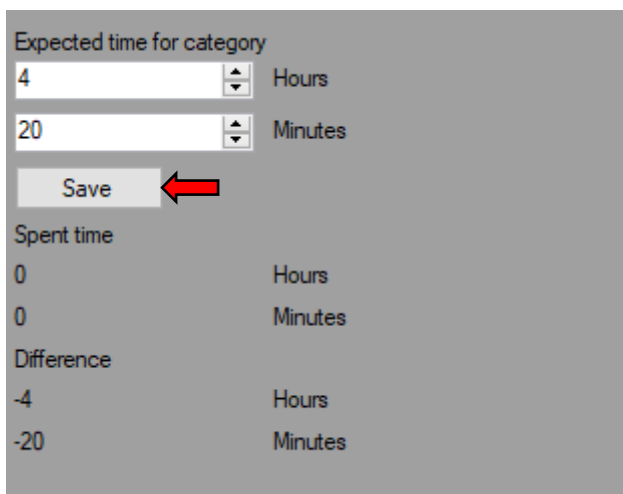 Expected time for category
4 Hours
20 Minutes
Save
Spent time
0 Hours
0 Minutes
Difference
-4 Hours
-20 Minutes